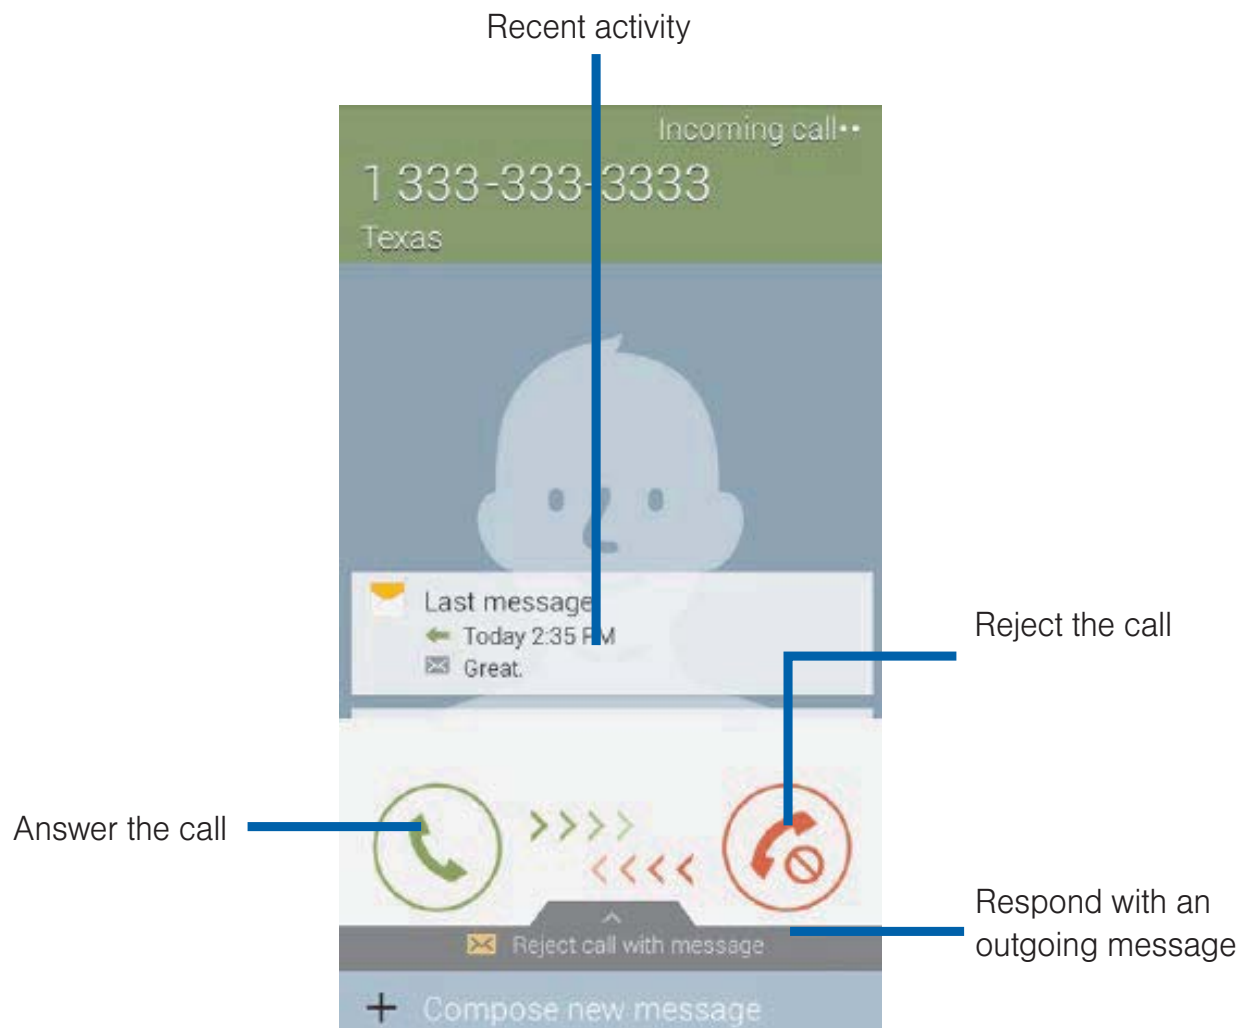 Recent activity
Incoming call••
1 333-333-3333
Texas
Last message
Today 2:35 PM
Great.
Reject the call
Answer the call
Respond with an
outgoing message
Reject call with message
+ Compose new message